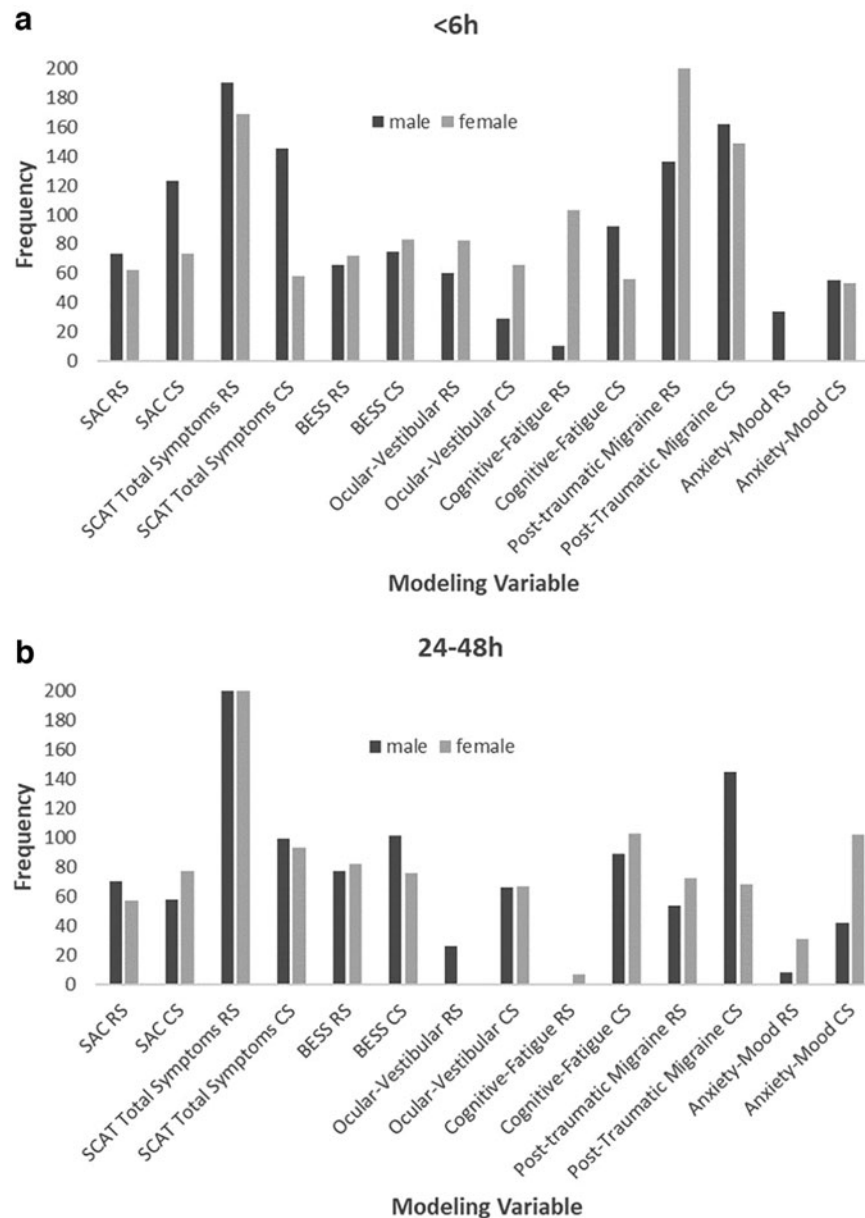 a
<6h
200
180
160
140
120
100
80
60
40
20
0
Frequency
male female
SAC RS
SAC CS
SCAT Total Symptoms RS
SCAT Total Symptoms CS
BESS RS
BESS CS
Ocular-Vestibular RS
Ocular-Vestibular CS
Cognitive-Fatigue RS
Cognitive-Fatigue CS
Post-traumatic Migraine RS
Post-Traumatic Migraine CS
Anxiety-Mood RS
Anxiety-Mood CS
Modeling Variable
b
24-48h
200
180
160
140
120
100
80
60
40
20
0
Frequency
male female
SAC RS
SAC CS
SCAT Total Symptoms RS
SCAT Total Symptoms CS
BESS RS
BESS CS
Ocular-Vestibular RS
Ocular-Vestibular CS
Cognitive-Fatigue RS
Cognitive-Fatigue CS
Post-traumatic Migraine RS
Post-Traumatic Migraine CS
Anxiety-Mood RS
Anxiety-Mood CS
Modeling Variable